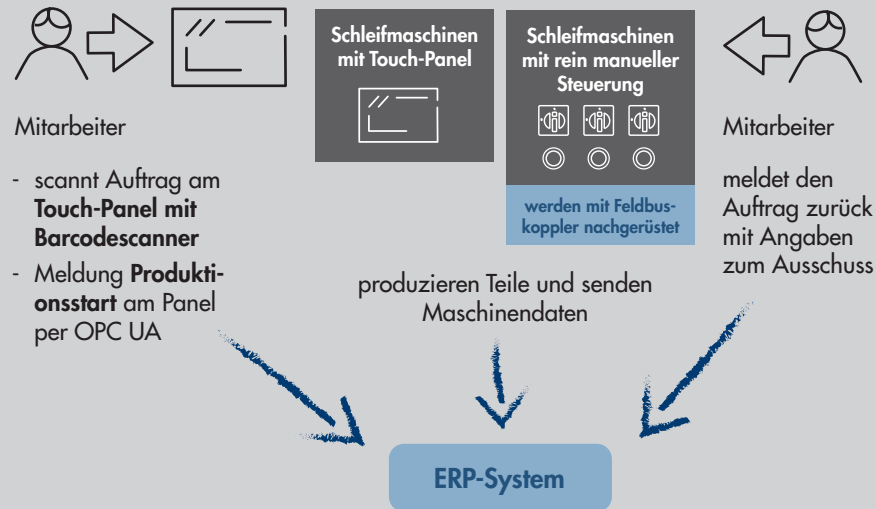 Schleifmaschinen
mit Touch-Panel
Schleifmaschinen
mit rein manueller
Steuerung
werden mit Feldbus-
koppler nachgerüstet
Mitarbeiter
- scannt Auftrag am
Touch-Panel mit
Barcodescanner
- Meldung Produkti-
onsstart am Panel
per OPC UA
produzieren Teile und senden
Maschinendaten
Mitarbeiter
meldet den
Auftrag zurück
mit Angaben
zum Ausschuss
ERP-System